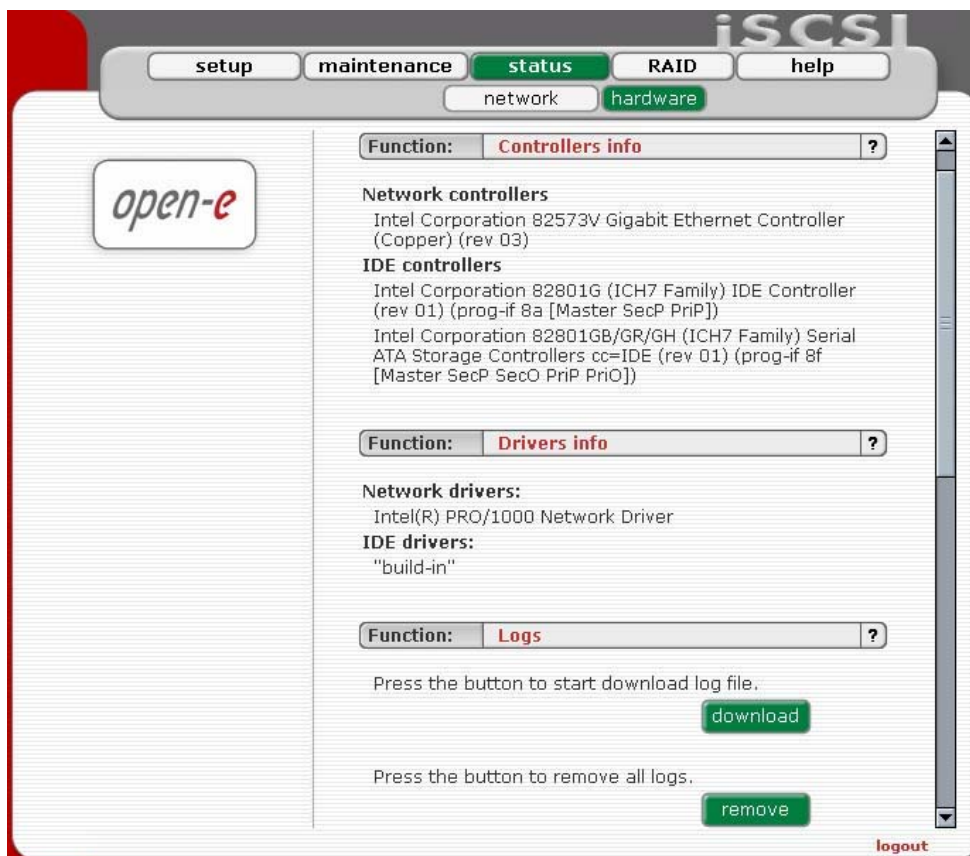 iSCSI
setup maintenance status RAID help
network hardware
open-e
Function: Controllers info ?
Network controllers
Intel Corporation 82573V Gigabit Ethernet Controller
(Copper) (rev 03)
IDE controllers
Intel Corporation 82801G (ICH7 Family) IDE Controller
(rev 01) (prog-if 8a [Master SecP PriP])
Intel Corporation 82801GB/GR/GH (ICH7 Family) Serial
ATA Storage Controllers cc=IDE (rev 01) (prog-if 8f
[Master SecP SecO PriP PriO])
Function: Drivers info ?
Network drivers:
Intel(R) PRO/1000 Network Driver
IDE drivers:
"build-in"
Function: Logs ?
Press the button to start download log file.
download
Press the button to remove all logs.
remove
logout